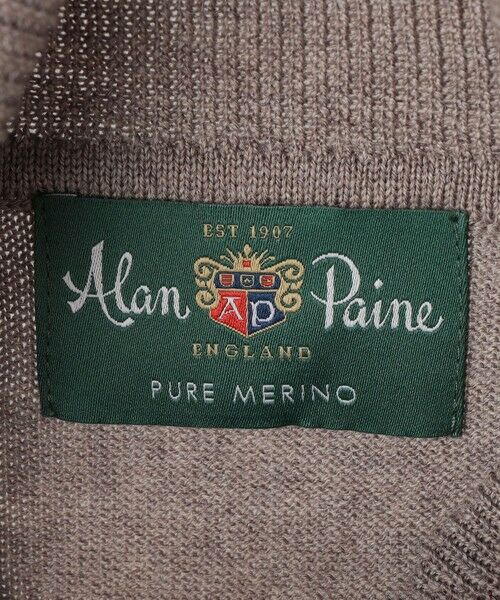 EST 1907
Alan AP Paine
ENGLAND
PURE MERINO